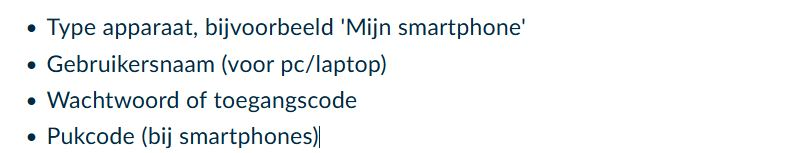 • Type apparaat, bijvoorbeeld 'Mijn smartphone'
• Gebruikersnaam (voor pc/laptop)
• Wachtwoord of toegangscode
• Pukcode (bij smartphones)